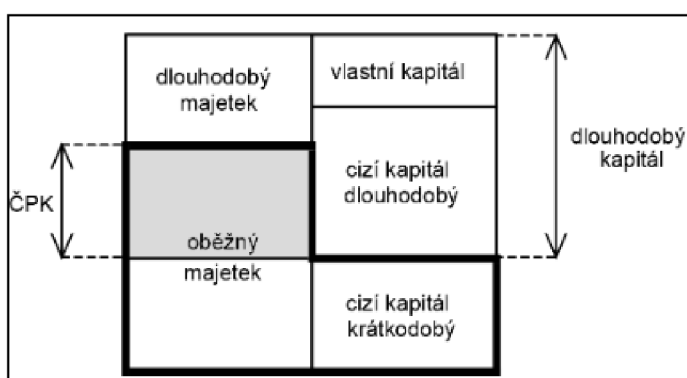 dlouhodobý
majetek
vlastní kapitál
dlouhodobý
kapitál
cizí kapitál
dlouhodobý
ČPK
oběžný
majetek
cizí kapitál
krátkodobý